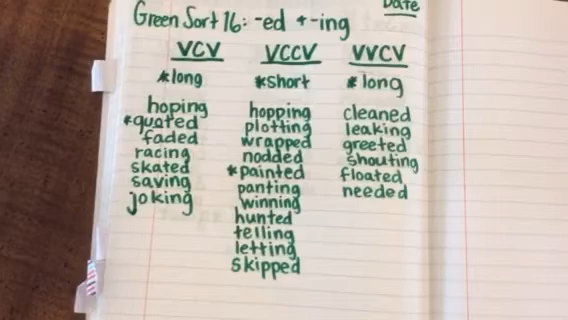 Date
Green Sort 16: -ed + -ing
VCV
*long
hoping
*quoted
faded
racing
skated
saving
joking
VCCV
*short
hopping
plotting
wrapped
nodded
*painted
panting
winning
hunted
telling
letting
skipped
VVCV
*long
cleaned
leaking
greeted
shouting
floated
needed